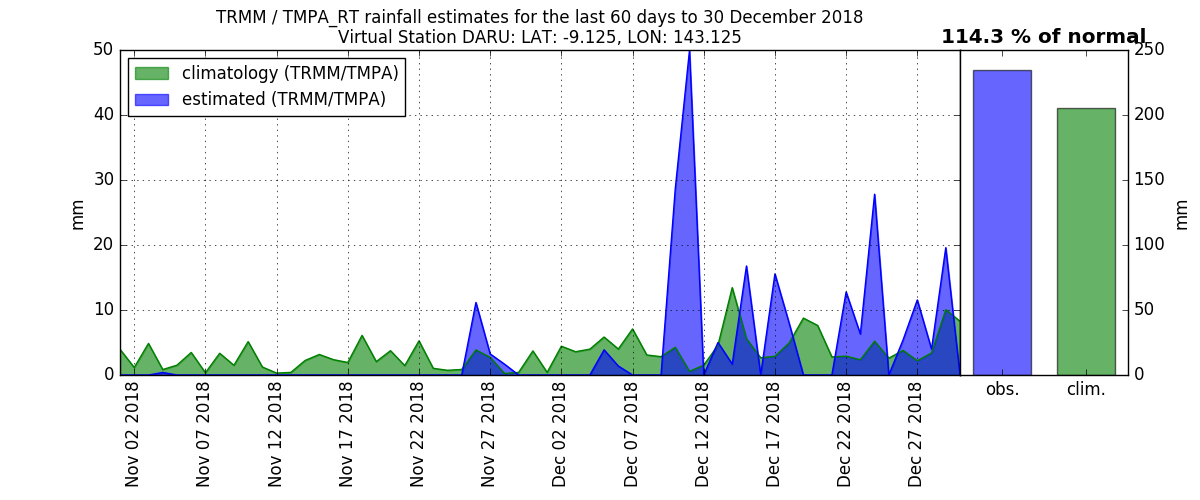 TRMM / TMPA_RT rainfall estimates for the last 60 days to 30 December 2018
Virtual Station DARU: LAT: -9.125, LON: 143.125
114.3 % of normal
climatology (TRMM/TMPA)
estimated (TRMM/TMPA)
50
40
30
20
10
0
mm
Nov 02 2018
Nov 07 2018
Nov 12 2018
Nov 17 2018
Nov 22 2018
Nov 27 2018
Dec 02 2018
Dec 07 2018
Dec 12 2018
Dec 17 2018
Dec 22 2018
Dec 27 2018
250
200
150
100
50
0
mm
obs.
clim.